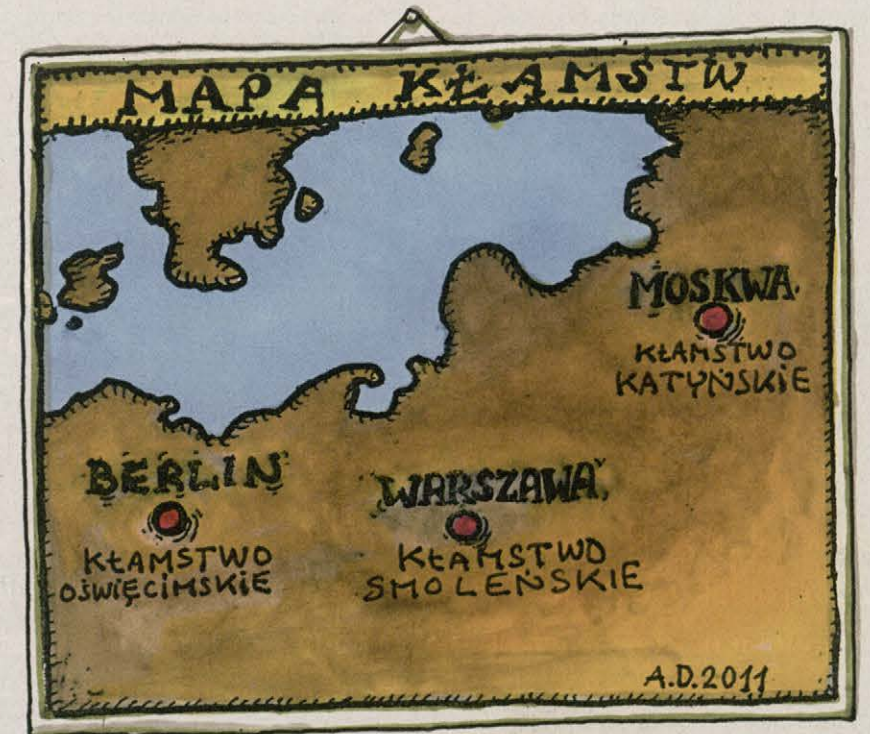 MAPA KŁAMSTW
MOSKWA.
KŁAMSTWO
KATYŃSKIE
BERLIN
KŁAMSTWO
OŚWIĘCIMSKIE
WARSZAWA.
KŁAMSTWO
SMOLEŃSKIE
A.D.2011